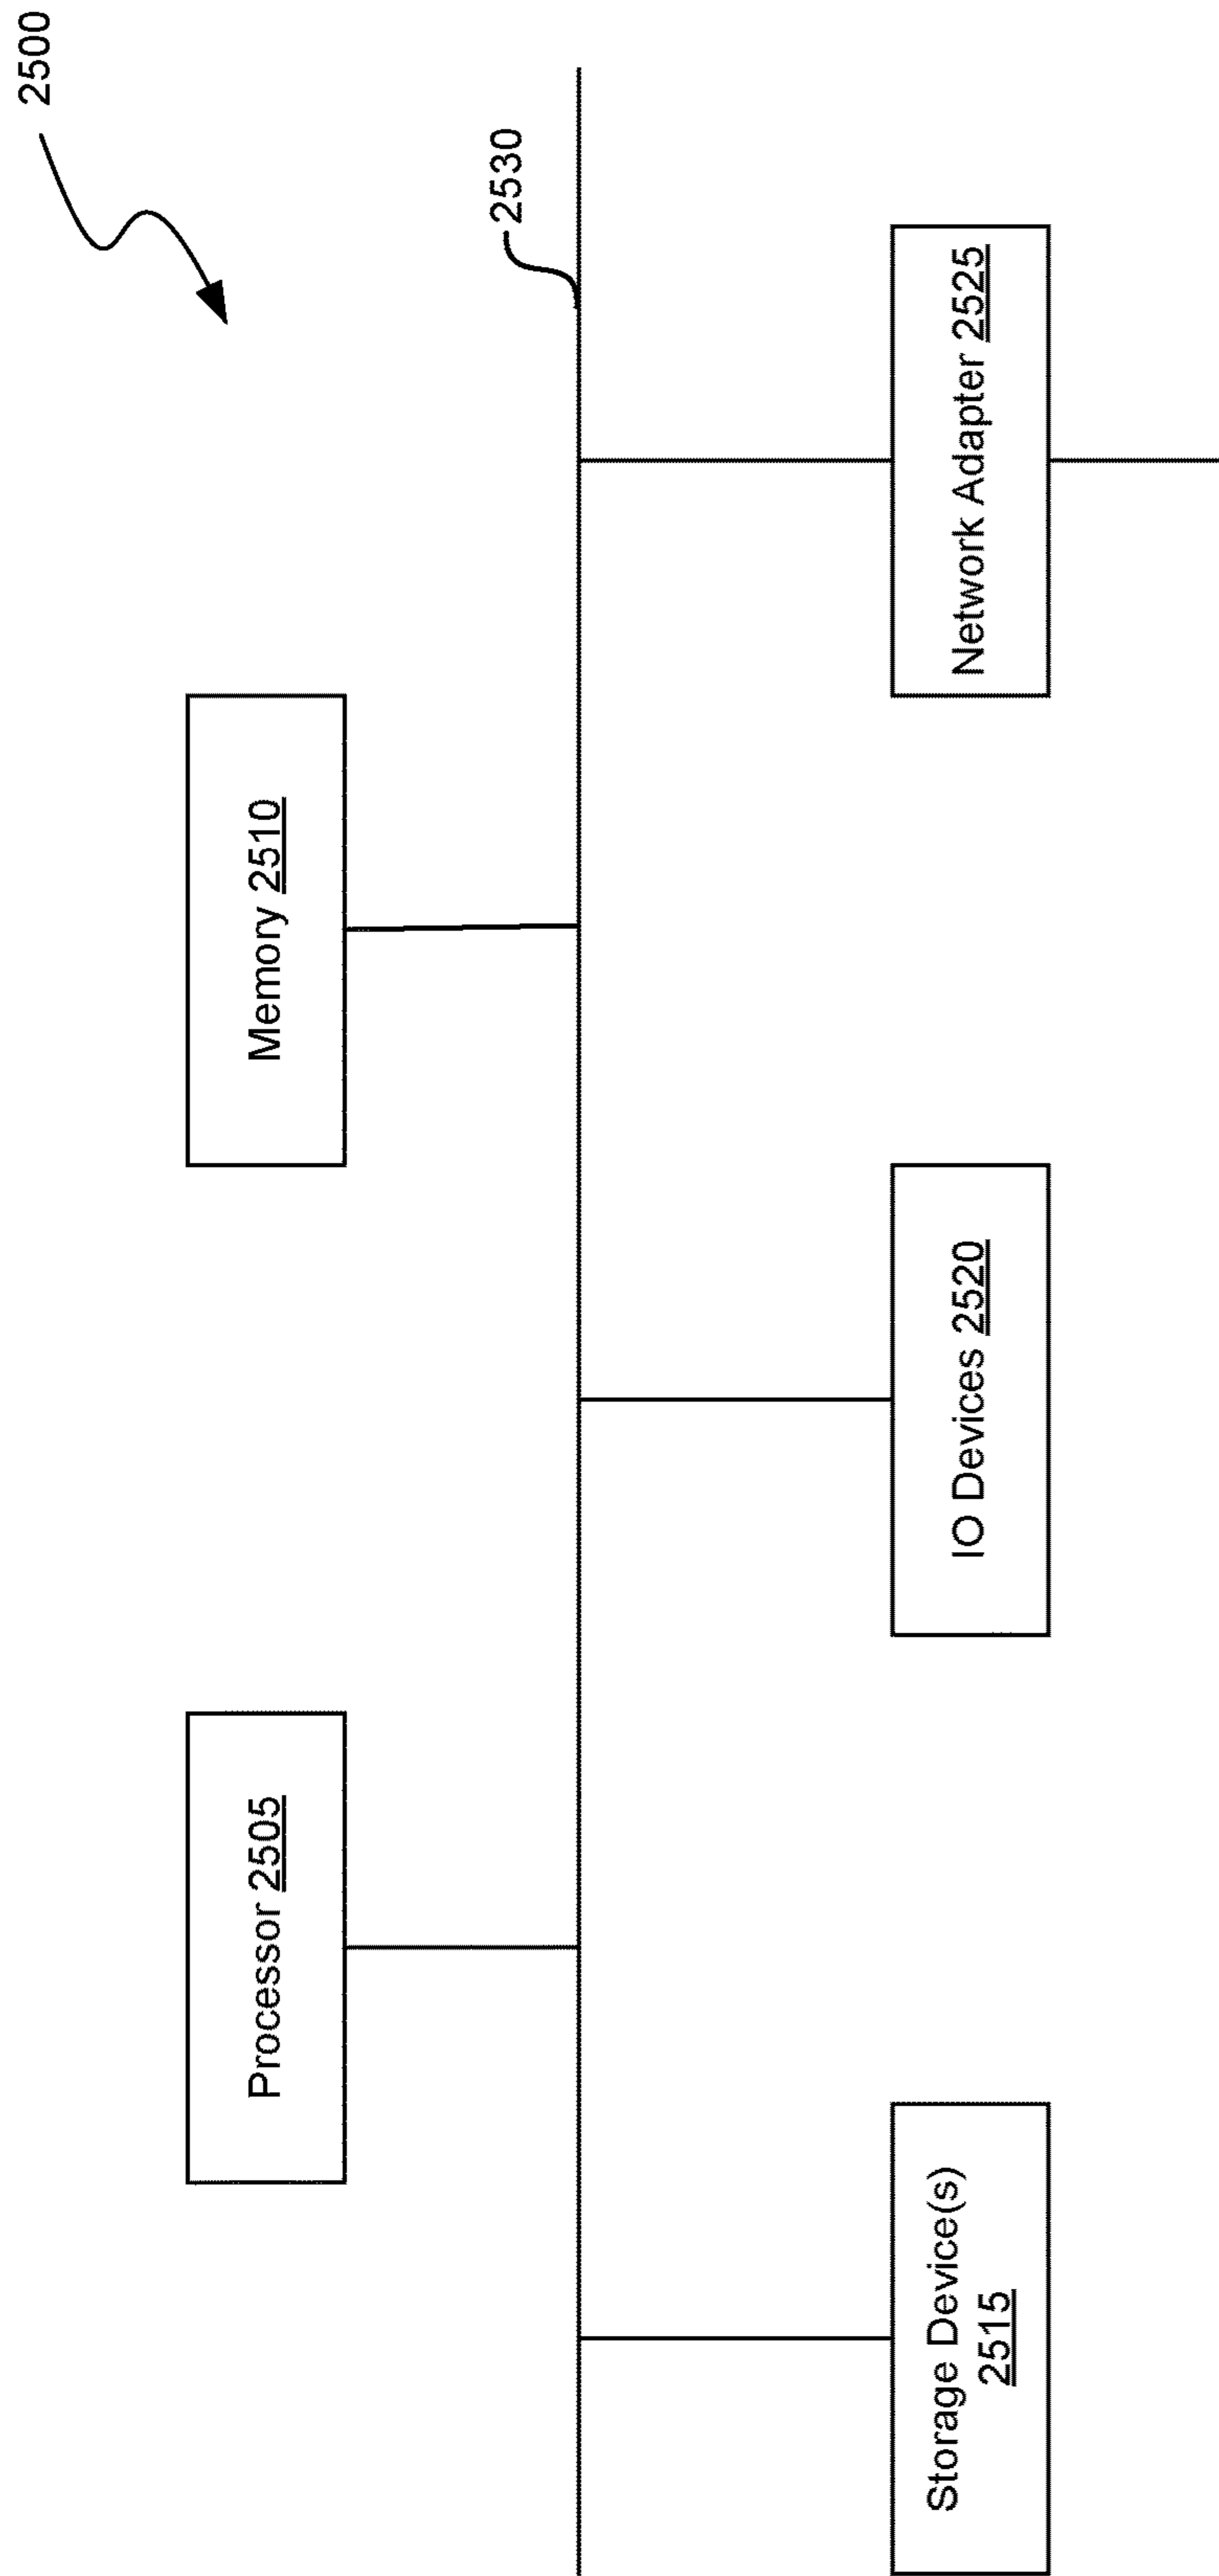 2500
Processor 2505
Memory 2510
2530
Storage Device(s)
2515
IO Devices 2520
Network Adapter 2525